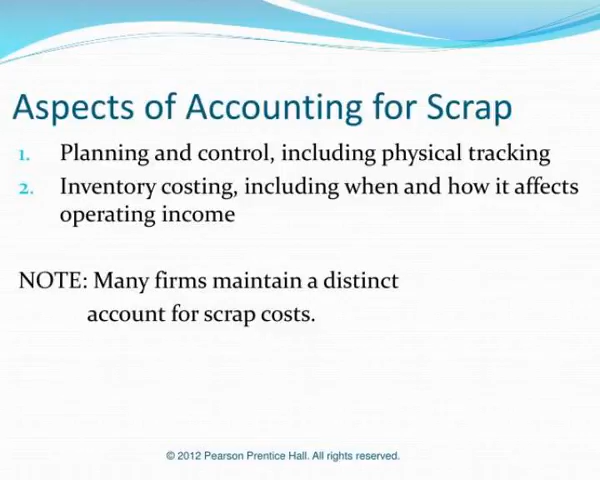 Aspects of Accounting for Scrap
1. Planning and control, including physical tracking
2. Inventory costing, including when and how it affects
operating income
NOTE: Many firms maintain a distinct
account for scrap costs.
© 2012 Pearson Prentice Hall. All rights reserved.